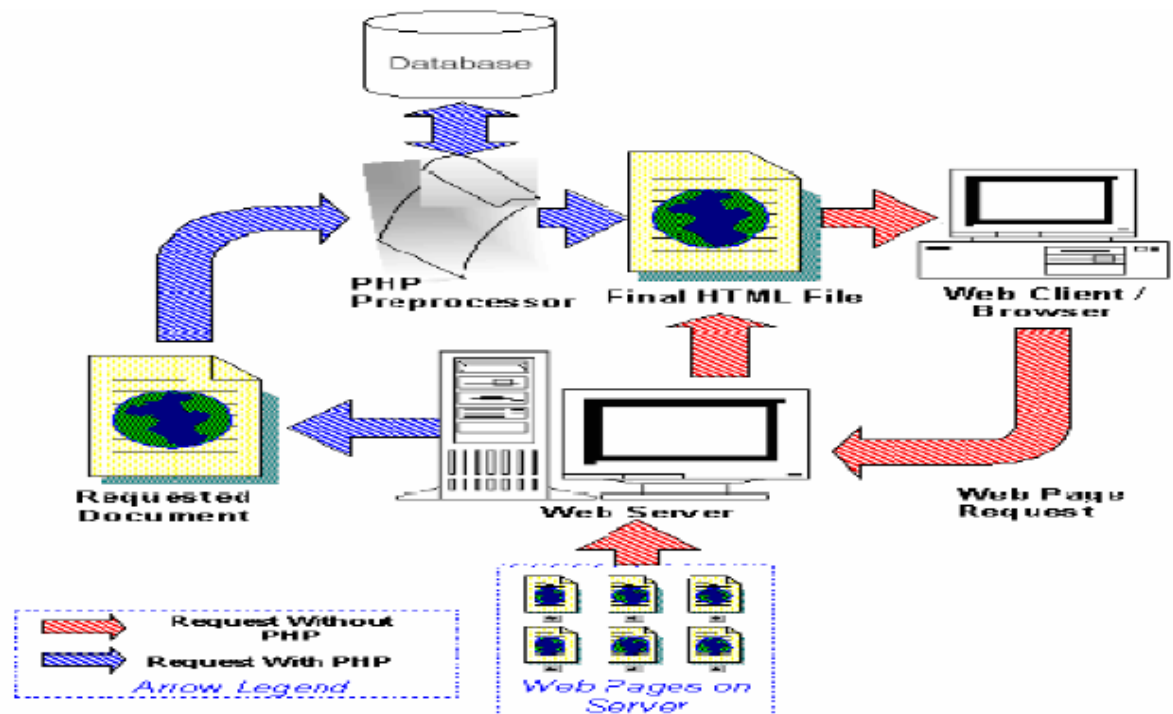 Database
PHP
Preprocessor
Final HTML File
Web Client /
Browser
Requested
Document
Web Server
Web Page
Request
Request Without
PHP
Request With PHP
Arrow Legend
Web Pages on
Server